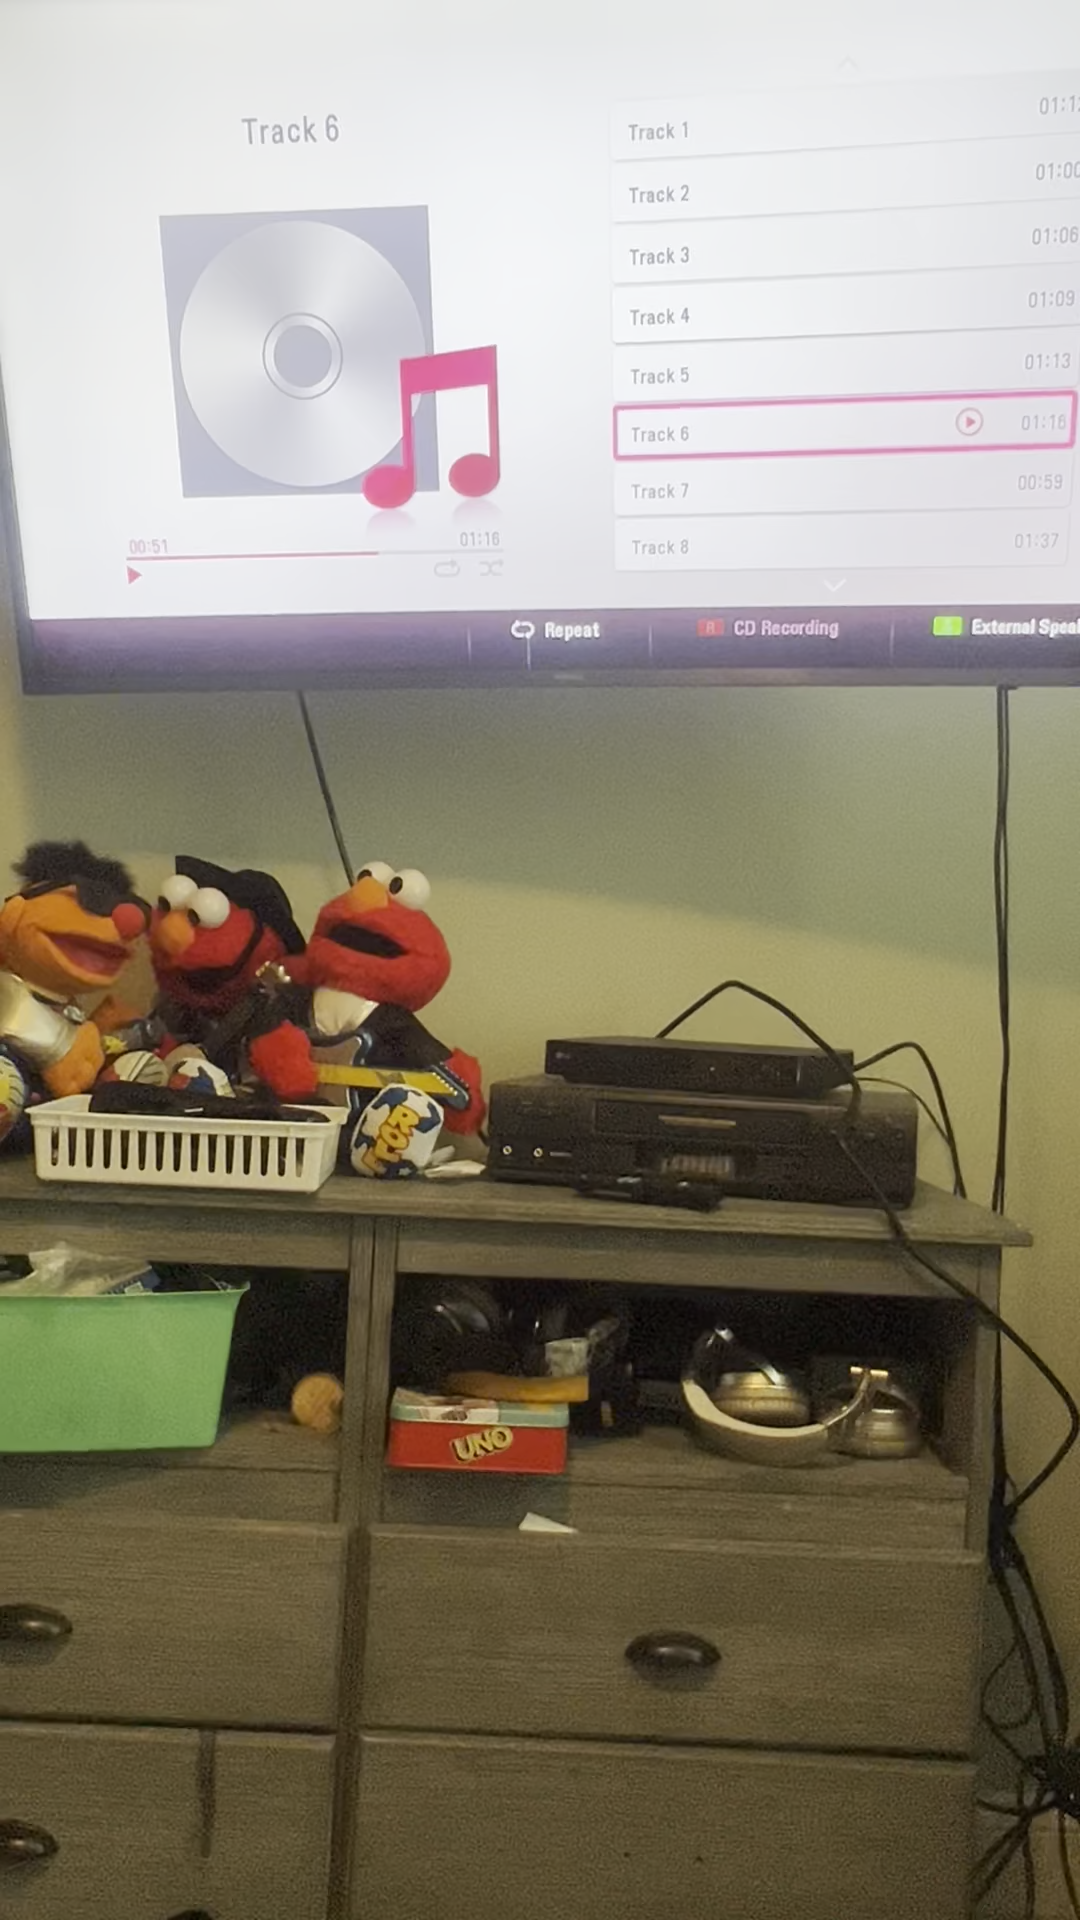 Track 6
00:51
01:16
Track 1
Track 2
Track 3 01:06
Track 4 01:09
Track 5 01:13
Track 6 01:16
Track 7 00:59
Track 8 01:37
Repeat
CD Recording
External
UNO